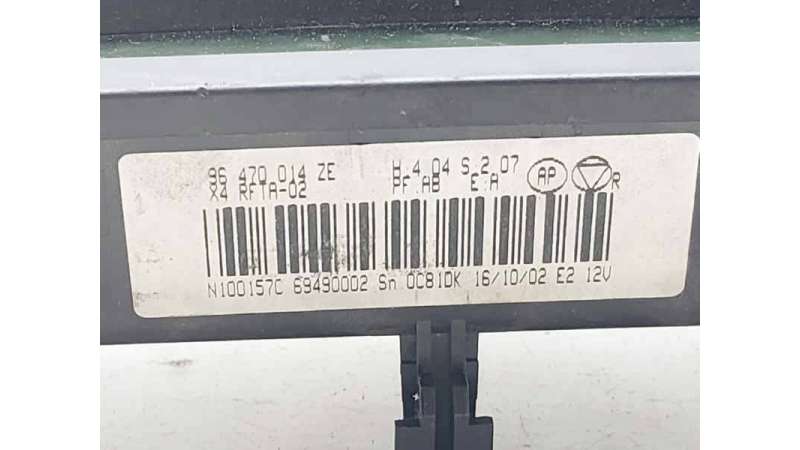 96 470 014 ZE H.4.04 S.2.07
X4 RFTA-02 PF.AB E:A AP R
N100157C 69490002 Sn 0C81DK 16/10/02 E2 12V